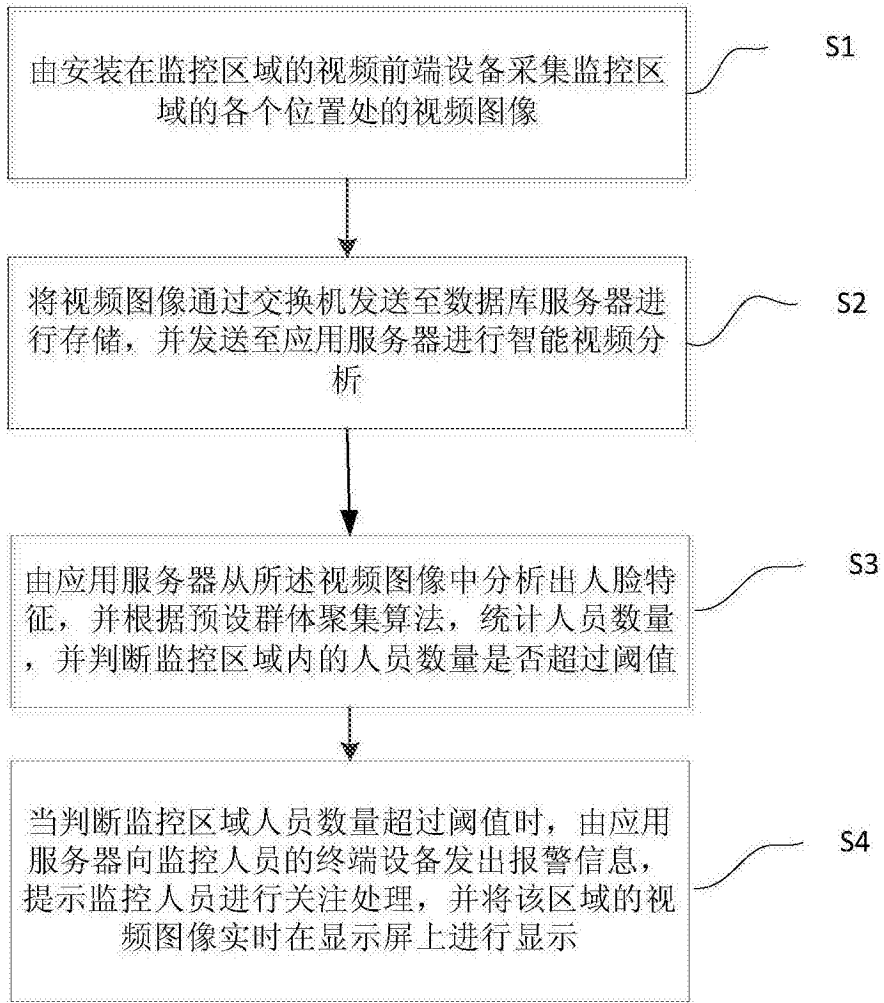 S1
由安装在监控区域的视频前端设备采集监控区
域的各个位置处的视频图像
S2
将视频图像通过交换机发送至数据库服务器进
行存储，并发送至应用服务器进行智能视频分
析
S3
由应用服务器从所述视频图像中分析出人脸特
征，并根据预设群体聚集算法，统计人员数量
，并判断监控区域内的人员数量是否超过阈值
S4
当判断监控区域人员数量超过阈值时，由应用
服务器向监控人员的终端设备发出报警信息，
提示监控人员进行关注处理，并将该区域的视
频图像实时在显示屏上进行显示